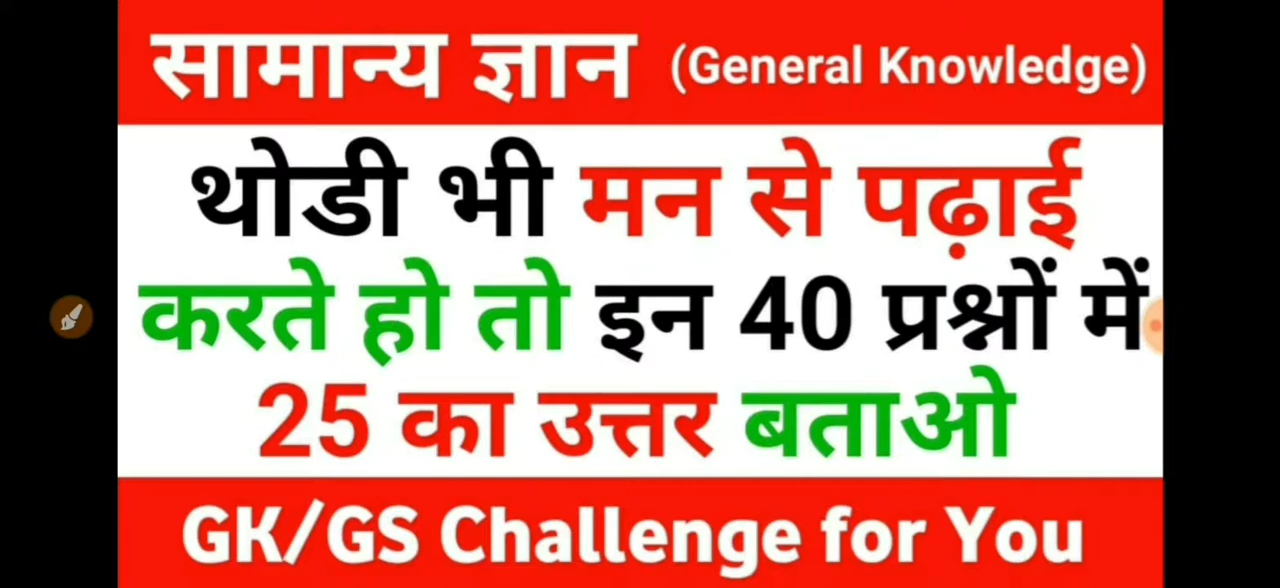 सामान्य ज्ञान (General Knowledge)
थोडी भी मन से पढ़ाई
करते हो तो इन 40 प्रश्नों में
25 का उत्तर बताओ
GK/GS Challenge for You